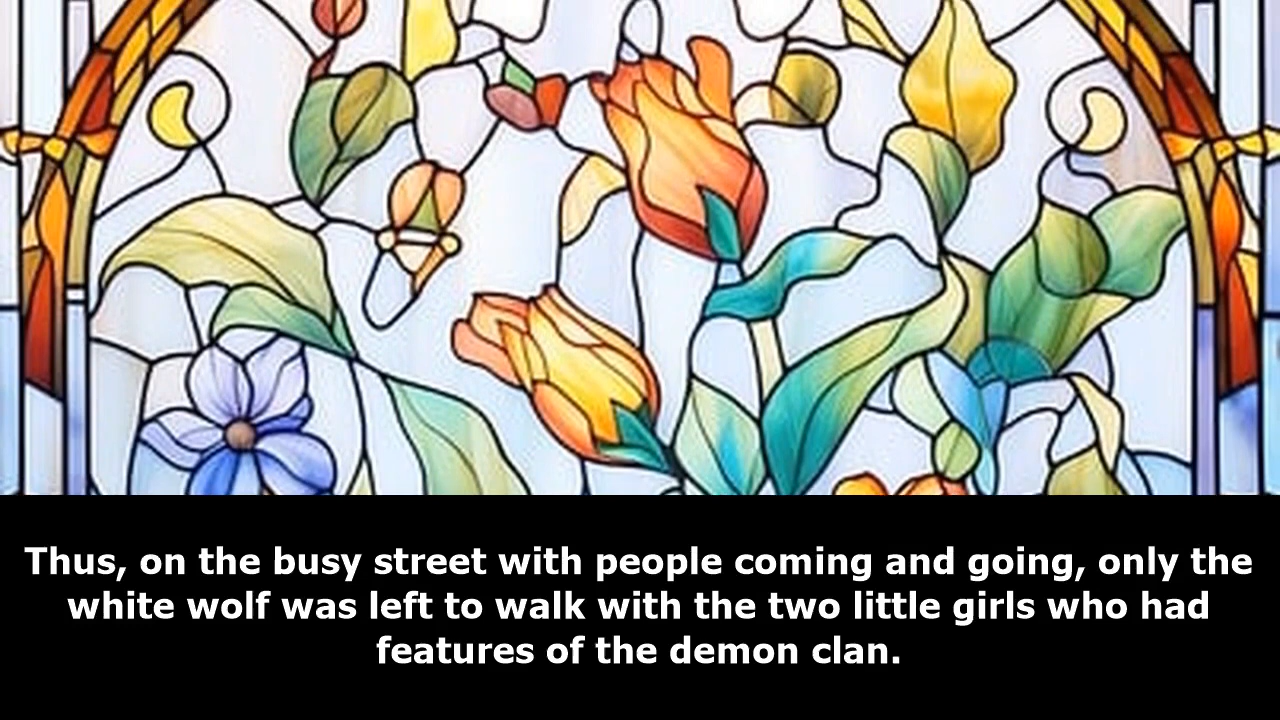 Thus, on the busy street with people coming and going, only the
white wolf was left to walk with the two little girls who had
features of the demon clan.